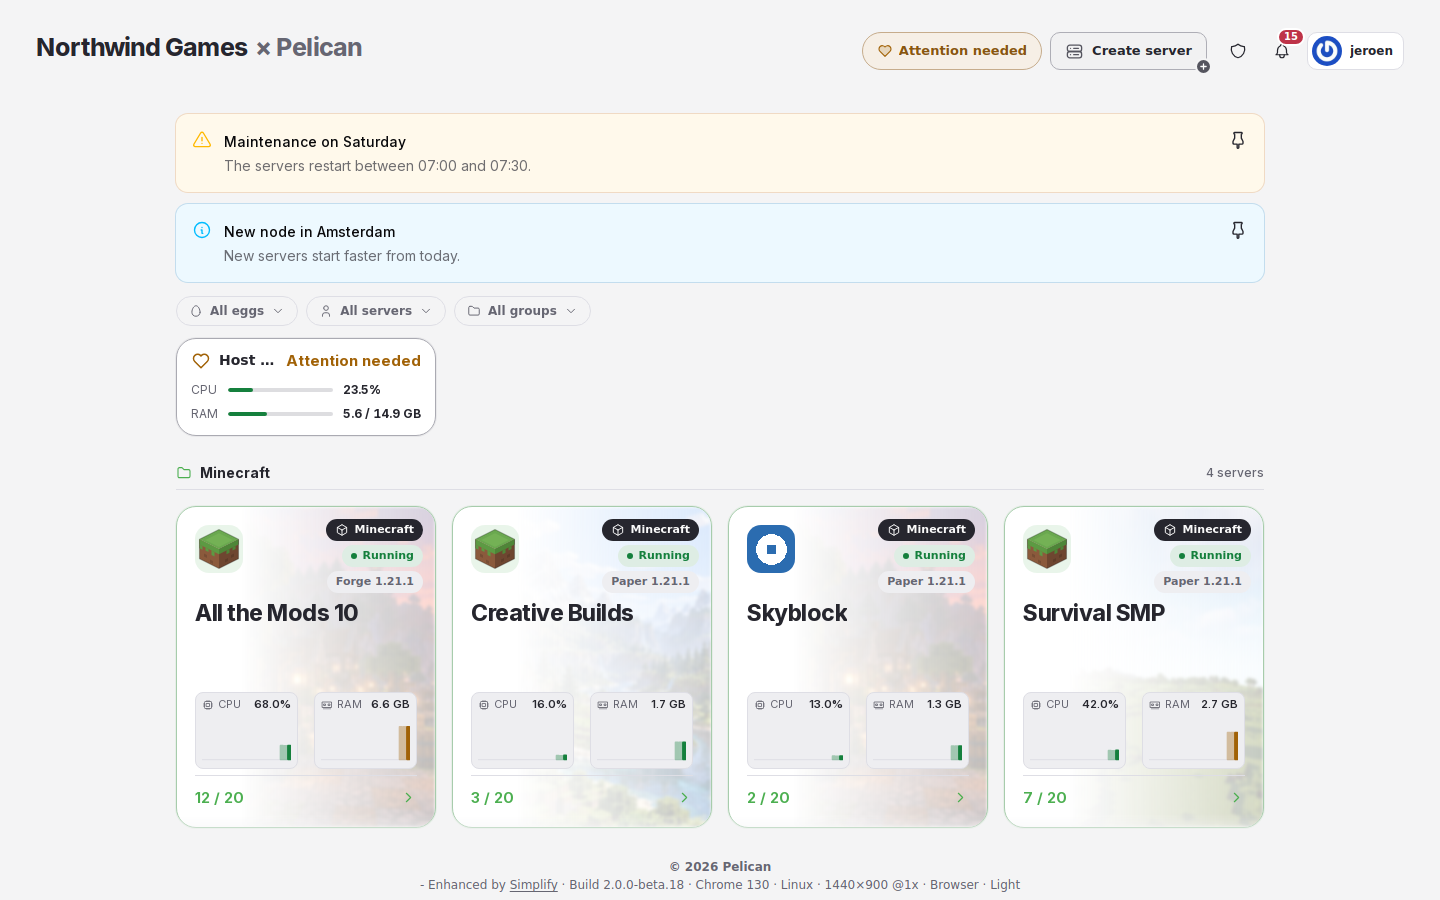 Northwind Games × Pelican
Attention needed
Create server
15
jeroen
Maintenance on Saturday
The servers restart between 07:00 and 07:30.
New node in Amsterdam
New servers start faster from today.
All eggs
All servers
All groups
Host ...
Attention needed
CPU 23.5%
RAM 5.6 / 14.9 GB
Minecraft
4 servers
Minecraft
Running
Forge 1.21.1
All the Mods 10
CPU 68.0%
RAM 6.6 GB
12 / 20
Minecraft
Running
Paper 1.21.1
Creative Builds
CPU 16.0%
RAM 1.7 GB
3 / 20
Minecraft
Running
Paper 1.21.1
Skyblock
CPU 13.0%
RAM 1.3 GB
2 / 20
Minecraft
Running
Paper 1.21.1
Survival SMP
CPU 42.0%
RAM 2.7 GB
7 / 20
© 2026 Pelican
- Enhanced by Simplify · Build 2.0.0-beta.18 · Chrome 130 · Linux · 1440×900 @1x · Browser · Light